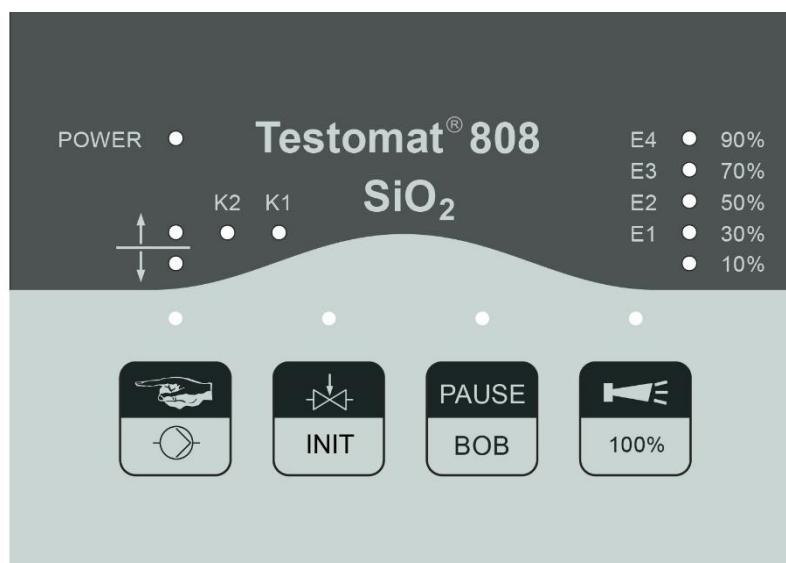 POWER
Testomat® 808
SiO₂
K2 K1
E4 90%
E3 70%
E2 50%
E1 30%
10%
INIT
PAUSE
BOB
100%